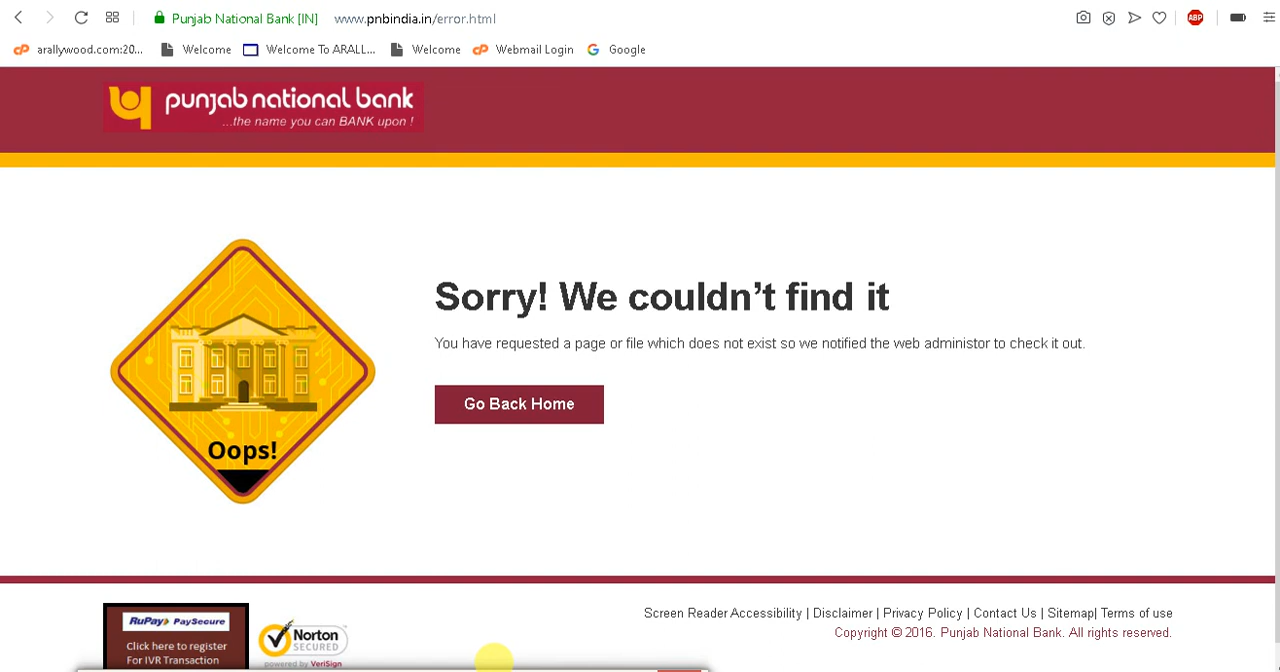 Punjab National Bank [IN] www.pnbindia.in/error.html
ABP
cP arallywood.com:20... Welcome Welcome To ARALL... Welcome cP Webmail Login G Google
punjab national bank
...the name you can BANK upon !
Sorry! We couldn’t find it
You have requested a page or file which does not exist so we notified the web administor to check it out.
Go Back Home
Oops!
RuPay PaySecure
Click here to register
For IVR Transaction
Norton
SECURED
powered by VeriSign
Screen Reader Accessibility | Disclaimer | Privacy Policy | Contact Us | Sitemap| Terms of use
Copyright © 2016. Punjab National Bank. All rights reserved.